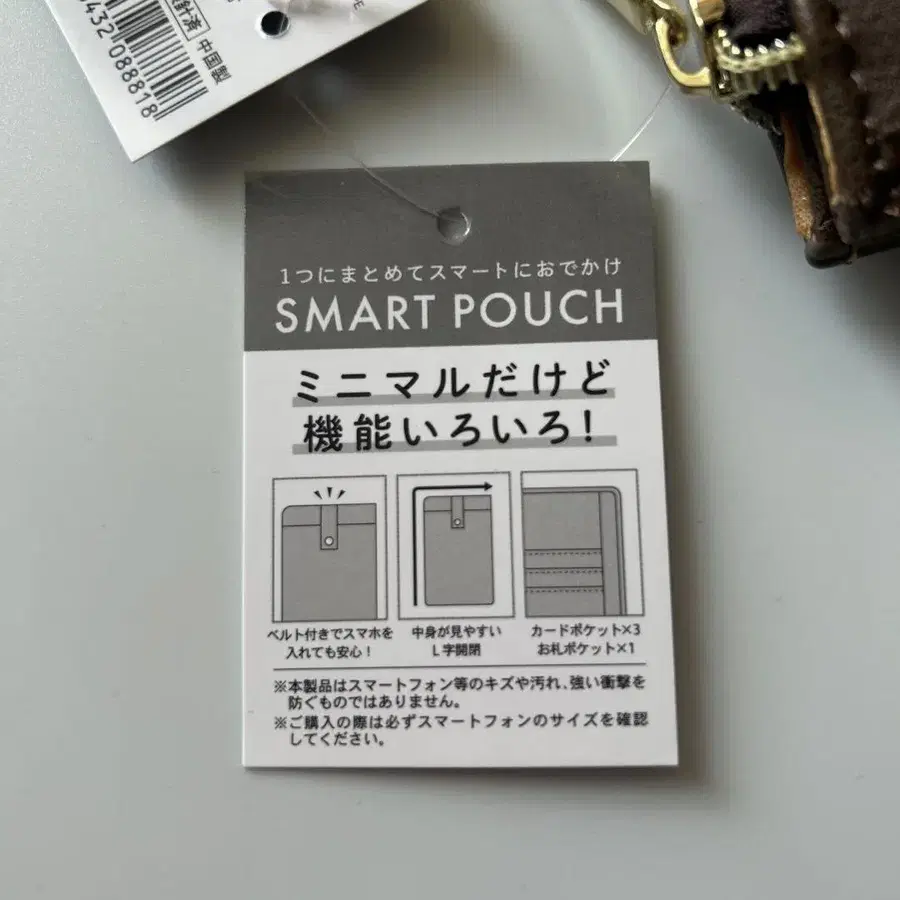 中国製
088818
1つにまとめてスマートにおでかけ
SMART POUCH
ミニマルだけど
機能いろいろ!
ベルト付きでスマホを
入れても安心!
中身が見やすい
L字開閉
カードポケット×3
お札ポケット×1
※本製品はスマートフォン等のキズや汚れ、強い衝撃を
防ぐものではありません。
※ご購入の際は必ずスマートフォンのサイズを確認
してください。